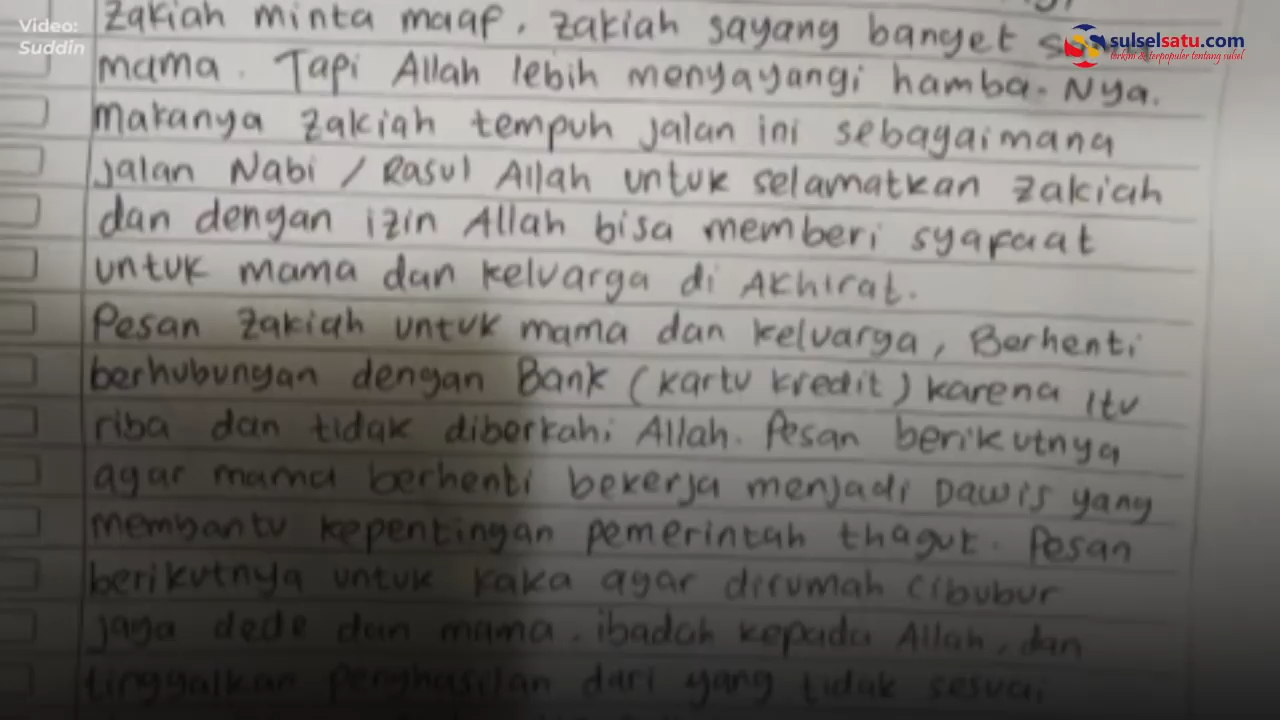 Video:
Suddin
sulselsatu.com
terkini & terpopuler tentang sulsel
Zakiah minta maaf, zakiah sayang banget
mama. Tapi Allah lebih menyayangi hamba-Nya.
makanya zakiah tempuh jalan ini sebagaimana
jalan Nabi / Rasul Allah untuk selamatkan zakiah
dan dengan izin Allah bisa memberi syafaat
untuk mama dan keluarga di Akhirat.
Pesan zakiah untuk mama dan keluarga, Berhenti
berhubungan dengan Bank (kartu kredit) karena itu
riba dan tidak diberkahi Allah. Pesan berikutnya
agar mama berhenti bekerja menjadi Dawis yang
membantu kepentingan pemerintah thagut. Pesan
berikutnya untuk kaka agar dirumah Cibubur
jaga dede dan mama. ibadah kepada Allah, dan
tinggalkan penghasilan dari yang tidak sesuai